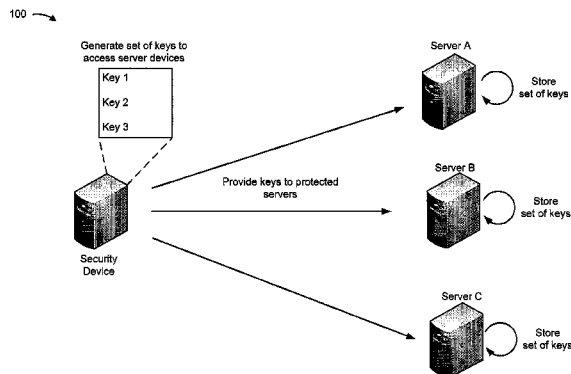 100
Generate set of keys to
access server devices
Key 1
Key 2
Key 3
Security
Device
Provide keys to protected
servers
Server A
Store
set of keys
Server B
Store
set of keys
Server C
Store
set of keys